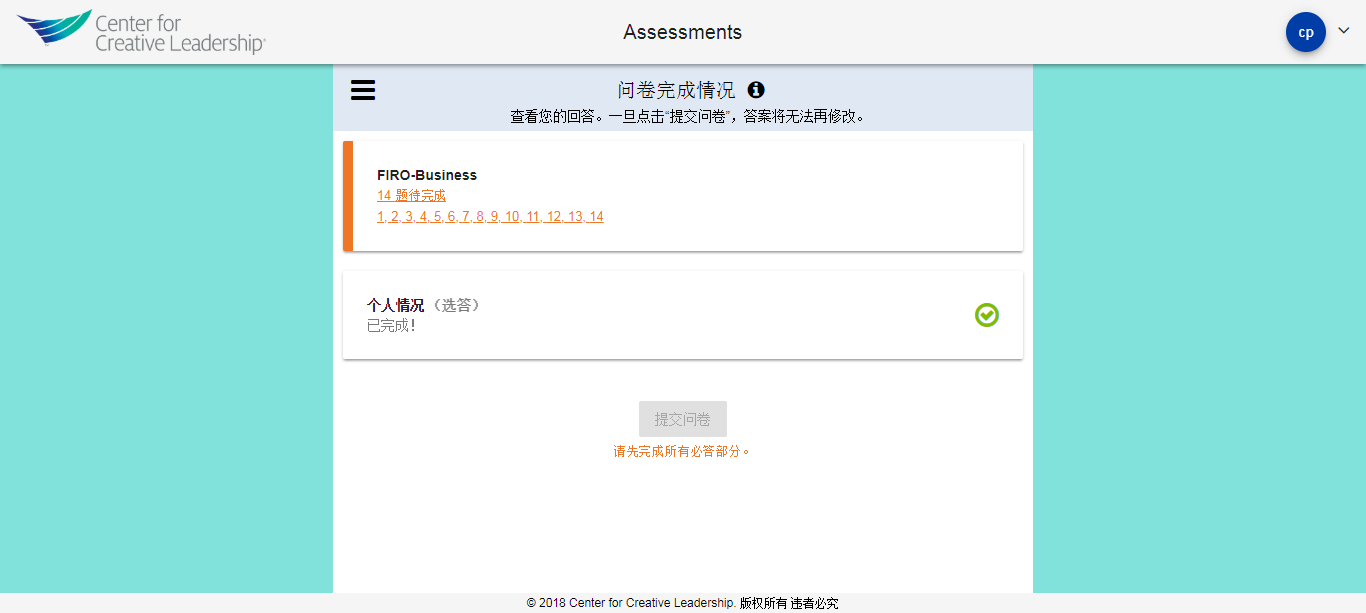 Center for
Creative Leadership®
Assessments
cp
问卷完成情况
查看您的回答。一旦点击“提交问卷”，答案将无法再修改。
FIRO-Business
14 题待完成
1, 2, 3, 4, 5, 6, 7, 8, 9, 10, 11, 12, 13, 14
个人情况（选答）
已完成！
提交问卷
请先完成所有必答部分。
© 2018 Center for Creative Leadership. 版权所有 违者必究